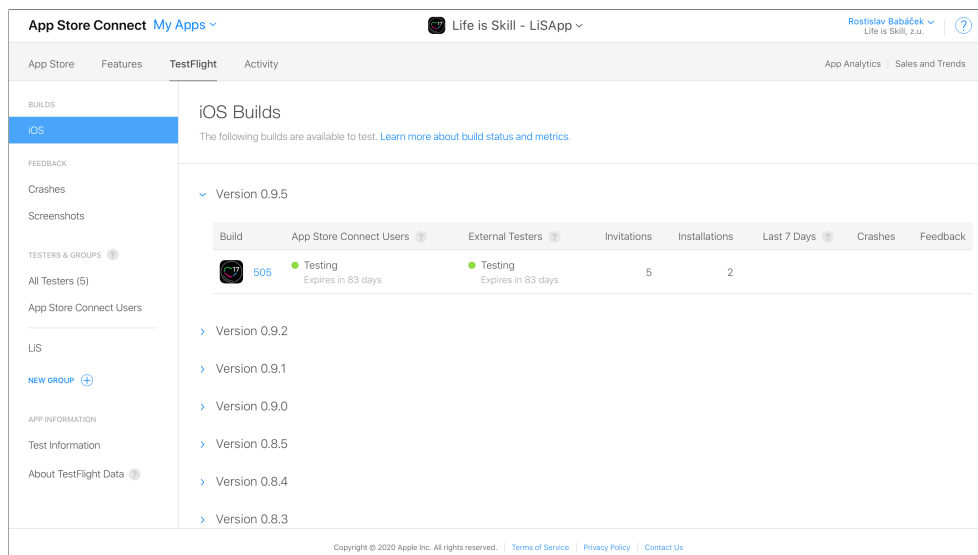 App Store Connect My Apps Life is Skill - LiSApp Rostislav Babáček
Life is Skill, z.u. ?
App Store Features TestFlight Activity App Analytics Sales and Trends
BUILDS
iOS
FEEDBACK
Crashes
Screenshots
TESTERS & GROUPS ?
All Testers (5)
App Store Connect Users
LiS
NEW GROUP
APP INFORMATION
Test Information
About TestFlight Data ?
iOS Builds
The following builds are available to test. Learn more about build status and metrics.
Version 0.9.5
Build App Store Connect Users ? External Testers ? Invitations Installations Last 7 Days ? Crashes Feedback
17 505 Testing Testing 5 2
Expires in 83 days Expires in 83 days
Version 0.9.2
Version 0.9.1
Version 0.9.0
Version 0.8.5
Version 0.8.4
Version 0.8.3
Copyright © 2020 Apple Inc. All rights reserved. Terms of Service Privacy Policy Contact Us